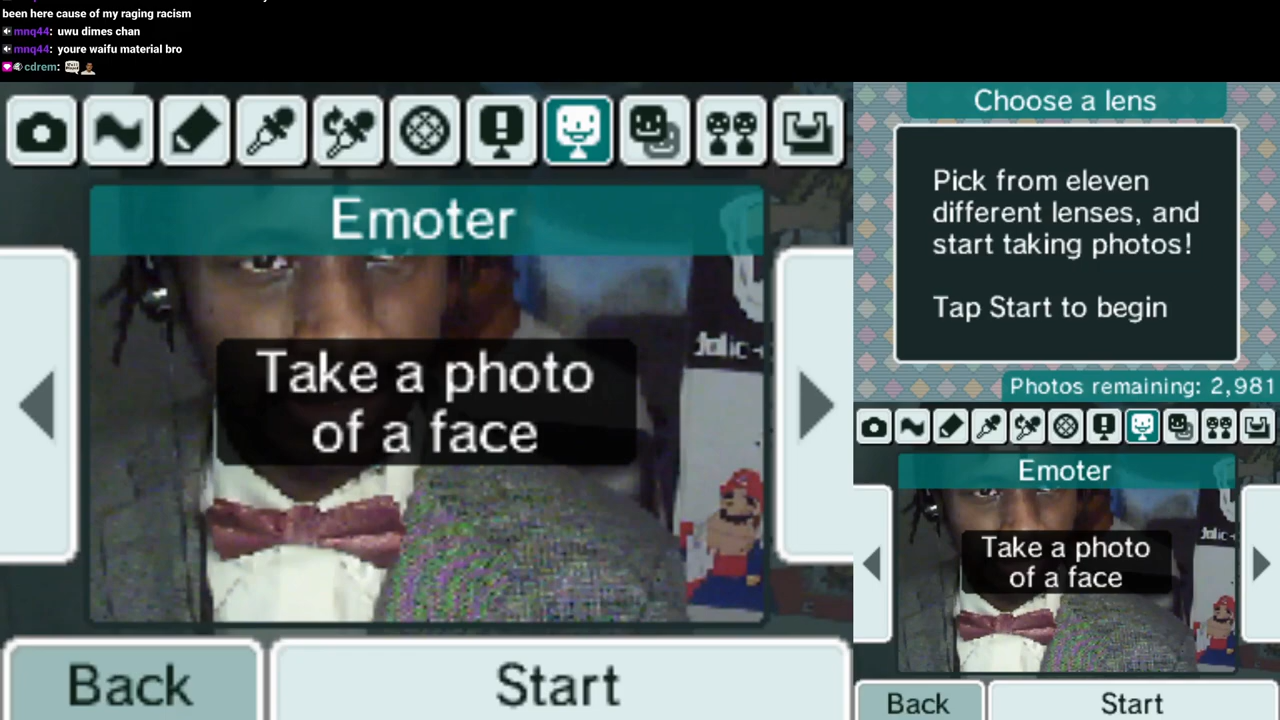 been here cause of my raging racism
mnq44: uwu dimes chan
mnq44: youre waifu material bro
cdrem:
Choose a lens
Pick from eleven
different lenses, and
start taking photos!
Tap Start to begin
Photos remaining: 2,981
Emoter
Take a photo
of a face
Back
Start
Emoter
Take a photo
of a face
Back
Start